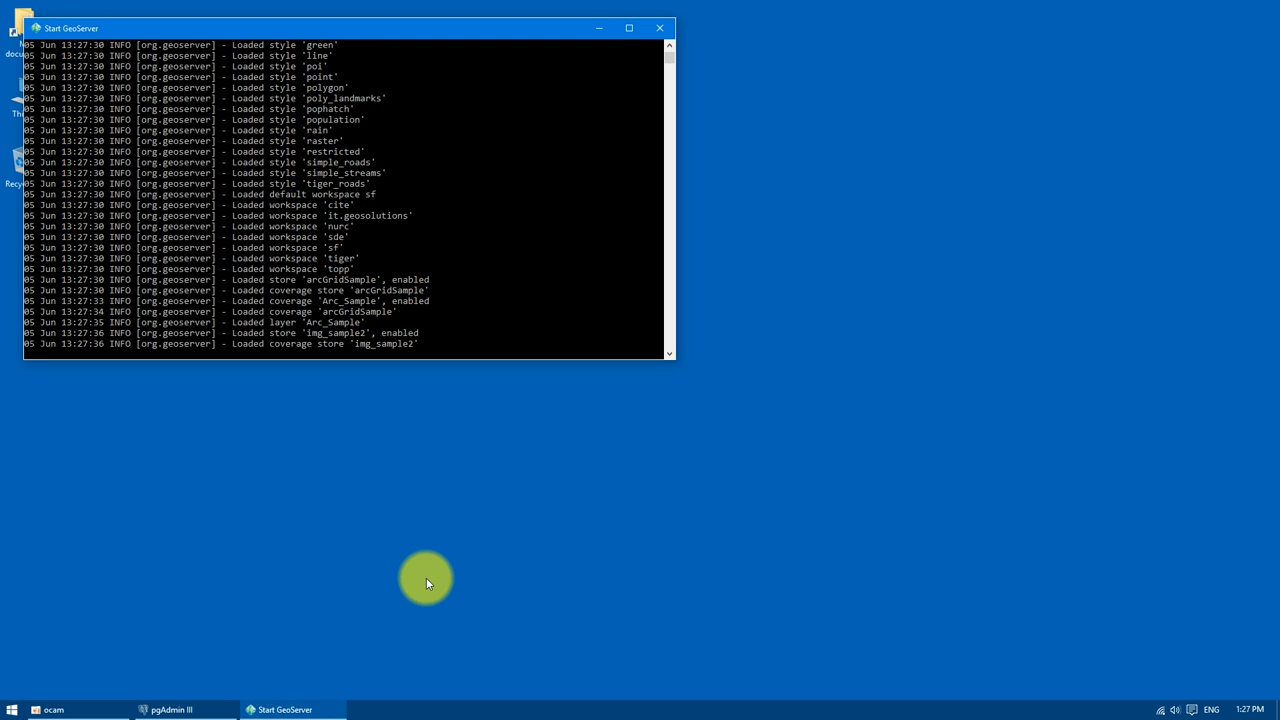 Start GeoServer
05 Jun 13:27:30 INFO [org.geoserver] - Loaded style 'green'
05 Jun 13:27:30 INFO [org.geoserver] - Loaded style 'line'
05 Jun 13:27:30 INFO [org.geoserver] - Loaded style 'poi'
05 Jun 13:27:30 INFO [org.geoserver] - Loaded style 'point'
05 Jun 13:27:30 INFO [org.geoserver] - Loaded style 'polygon'
05 Jun 13:27:30 INFO [org.geoserver] - Loaded style 'poly_landmarks'
05 Jun 13:27:30 INFO [org.geoserver] - Loaded style 'pophatch'
05 Jun 13:27:30 INFO [org.geoserver] - Loaded style 'population'
05 Jun 13:27:30 INFO [org.geoserver] - Loaded style 'rain'
05 Jun 13:27:30 INFO [org.geoserver] - Loaded style 'raster'
05 Jun 13:27:30 INFO [org.geoserver] - Loaded style 'restricted'
05 Jun 13:27:30 INFO [org.geoserver] - Loaded style 'simple_roads'
05 Jun 13:27:30 INFO [org.geoserver] - Loaded style 'simple_streams'
05 Jun 13:27:30 INFO [org.geoserver] - Loaded style 'tiger_roads'
05 Jun 13:27:30 INFO [org.geoserver] - Loaded default workspace sf
05 Jun 13:27:30 INFO [org.geoserver] - Loaded workspace 'cite'
05 Jun 13:27:30 INFO [org.geoserver] - Loaded workspace 'it.geosolutions'
05 Jun 13:27:30 INFO [org.geoserver] - Loaded workspace 'nurc'
05 Jun 13:27:30 INFO [org.geoserver] - Loaded workspace 'sde'
05 Jun 13:27:30 INFO [org.geoserver] - Loaded workspace 'sf'
05 Jun 13:27:30 INFO [org.geoserver] - Loaded workspace 'tiger'
05 Jun 13:27:30 INFO [org.geoserver] - Loaded workspace 'topp'
05 Jun 13:27:30 INFO [org.geoserver] - Loaded store 'arcGridSample', enabled
05 Jun 13:27:30 INFO [org.geoserver] - Loaded coverage store 'arcGridSample'
05 Jun 13:27:33 INFO [org.geoserver] - Loaded coverage 'Arc_Sample', enabled
05 Jun 13:27:34 INFO [org.geoserver] - Loaded coverage 'arcGridSample'
05 Jun 13:27:35 INFO [org.geoserver] - Loaded layer 'Arc_Sample'
05 Jun 13:27:36 INFO [org.geoserver] - Loaded store 'img_sample2', enabled
05 Jun 13:27:36 INFO [org.geoserver] - Loaded coverage store 'img_sample2'
ocam
pgAdmin III
Start GeoServer
ENG
1:27 PM